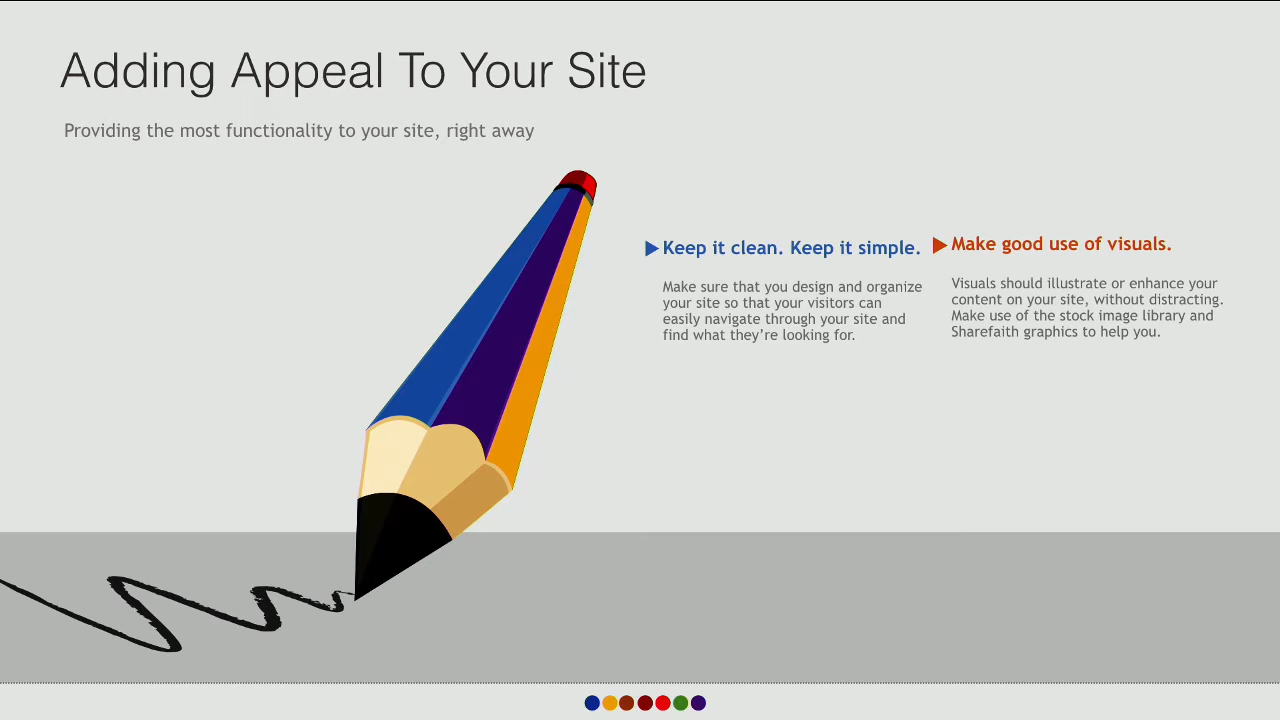 Adding Appeal To Your Site
Providing the most functionality to your site, right away
Keep it clean. Keep it simple.
Make sure that you design and organize
your site so that your visitors can
easily navigate through your site and
find what they're looking for.
Make good use of visuals.
Visuals should illustrate or enhance your
content on your site, without distracting.
Make use of the stock image library and
Sharefaith graphics to help you.